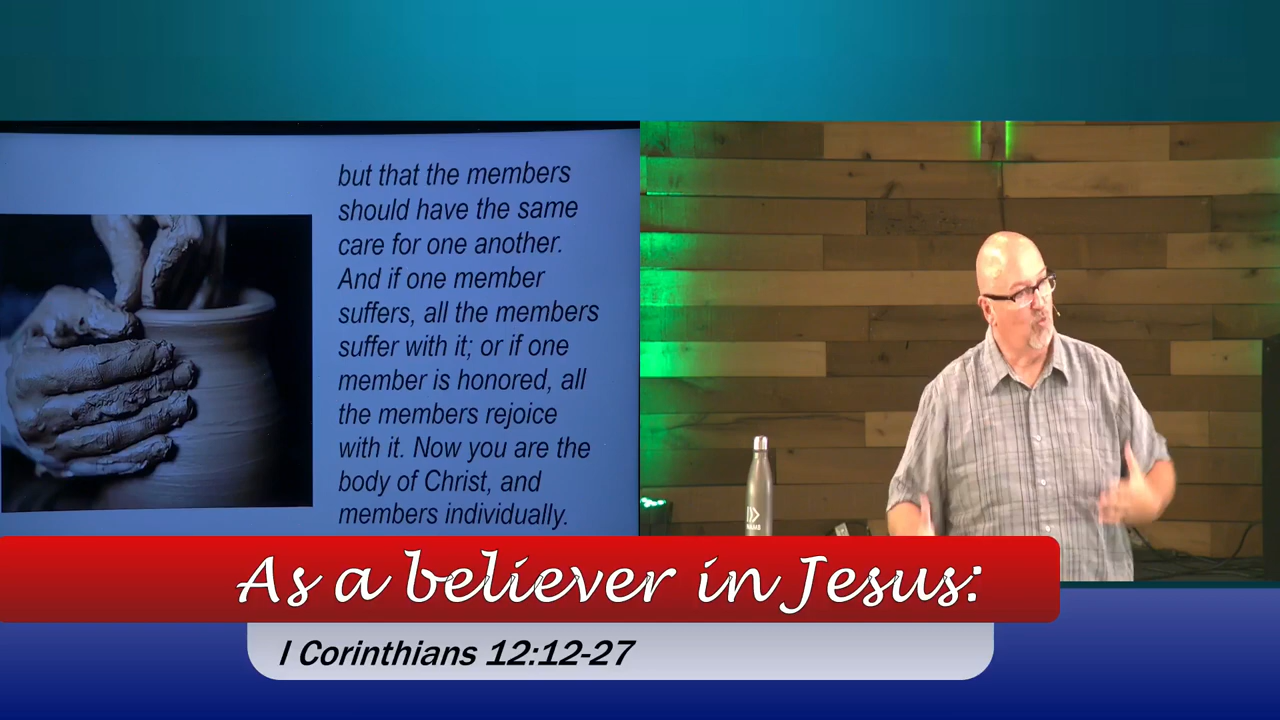 but that the members
should have the same
care for one another.
And if one member
suffers, all the members
suffer with it; or if one
member is honored, all
the members rejoice
with it. Now you are the
body of Christ, and
members individually.
As a believer in Jesus:
I Corinthians 12:12-27